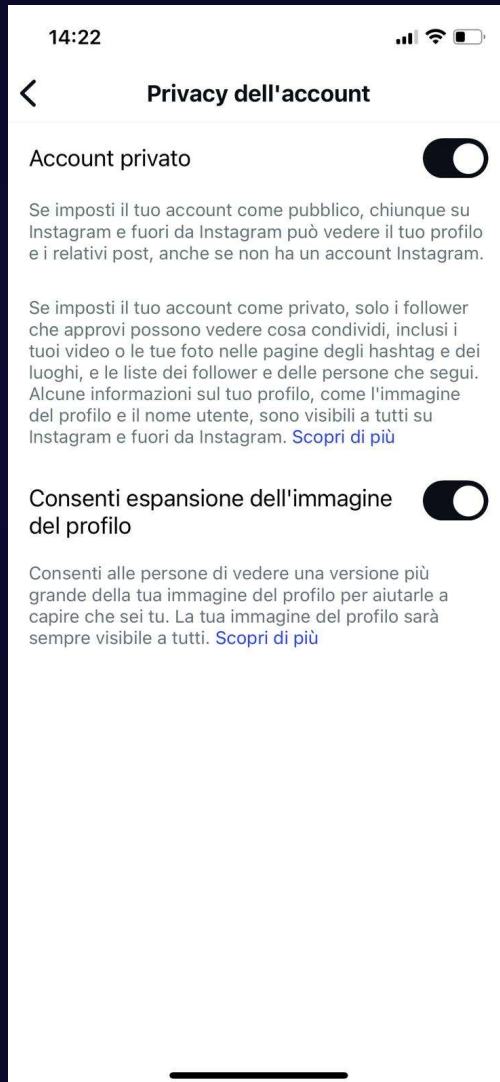 14:22
Privacy dell'account
Account privato
Se imposti il tuo account come pubblico, chiunque su
Instagram e fuori da Instagram può vedere il tuo profilo
e i relativi post, anche se non ha un account Instagram.
Se imposti il tuo account come privato, solo i follower
che approvi possono vedere cosa condividi, inclusi i
tuoi video o le tue foto nelle pagine degli hashtag e dei
luoghi, e le liste dei follower e delle persone che segui.
Alcune informazioni sul tuo profilo, come l'immagine
del profilo e il nome utente, sono visibili a tutti su
Instagram e fuori da Instagram. Scopri di più
Consenti espansione dell'immagine
del profilo
Consenti alle persone di vedere una versione più
grande della tua immagine del profilo per aiutarle a
capire che sei tu. La tua immagine del profilo sarà
sempre visibile a tutti. Scopri di più